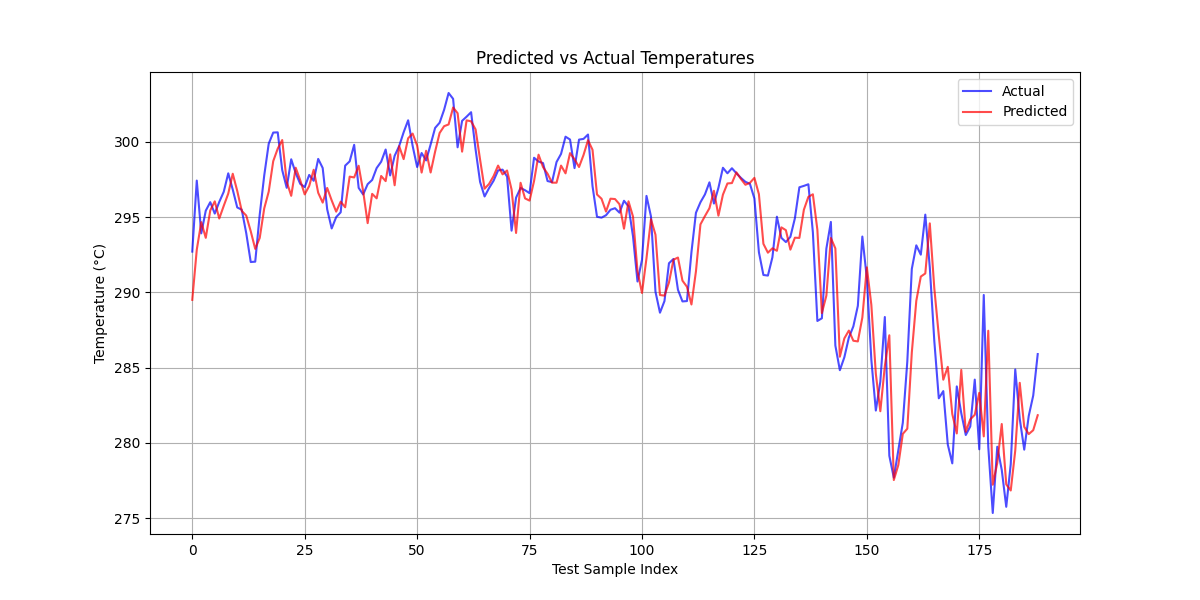 Predicted vs Actual Temperatures
Actual
Predicted
Temperature (°C)
300
295
290
285
280
275
0 25 50 75 100 125 150 175
Test Sample Index